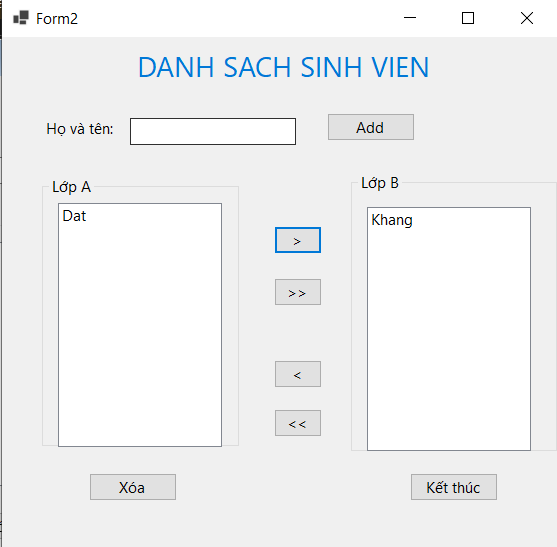 Form2
DANH SACH SINH VIEN
Họ và tên:
Add
Lớp A
Lớp B
Dat
Khang
>
>>
<
<<
Xóa
Kết thúc